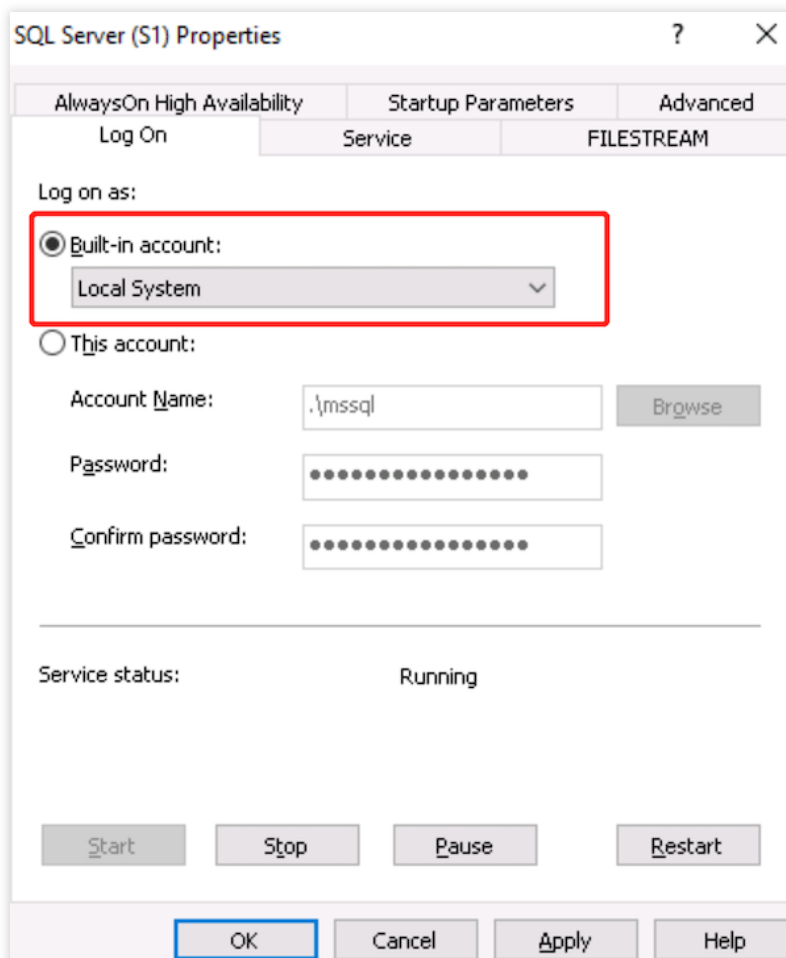 SQL Server (S1) Properties ? ×
AlwaysOn High Availability Startup Parameters Advanced
Log On Service FILESTREAM
Log on as:
Built-in account:
Local System
This account:
Account Name: .\mssql Browse
Password: ●●●●●●●●●●●●●●●●
Confirm password: ●●●●●●●●●●●●●●●●
Service status: Running
Start Stop Pause Restart
OK Cancel Apply Help